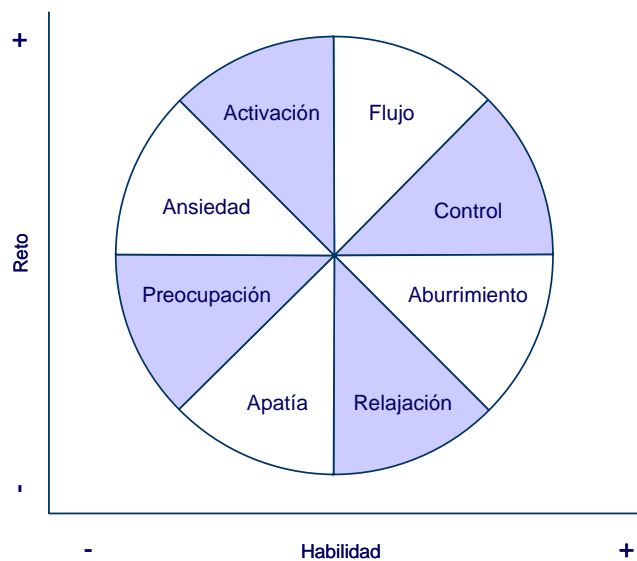 +
Activación
Flujo
Ansiedad
Control
Reto
Preocupación
Aburrimiento
Apatía
Relajación
-
-
Habilidad
+